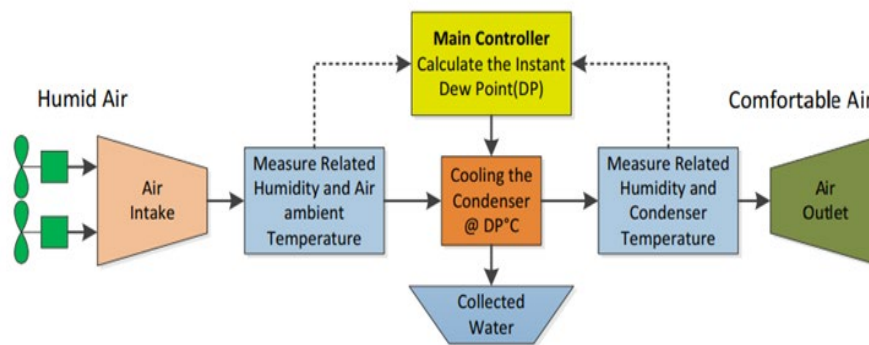 Main Controller
Calculate the Instant
Dew Point(DP)
Humid Air
Comfortable Air
Air
Intake
Measure Related
Humidity and Air
ambient
Temperature
Cooling the
Condenser
@ DP°C
Measure Related
Humidity and
Condenser
Temperature
Air
Outlet
Collected
Water